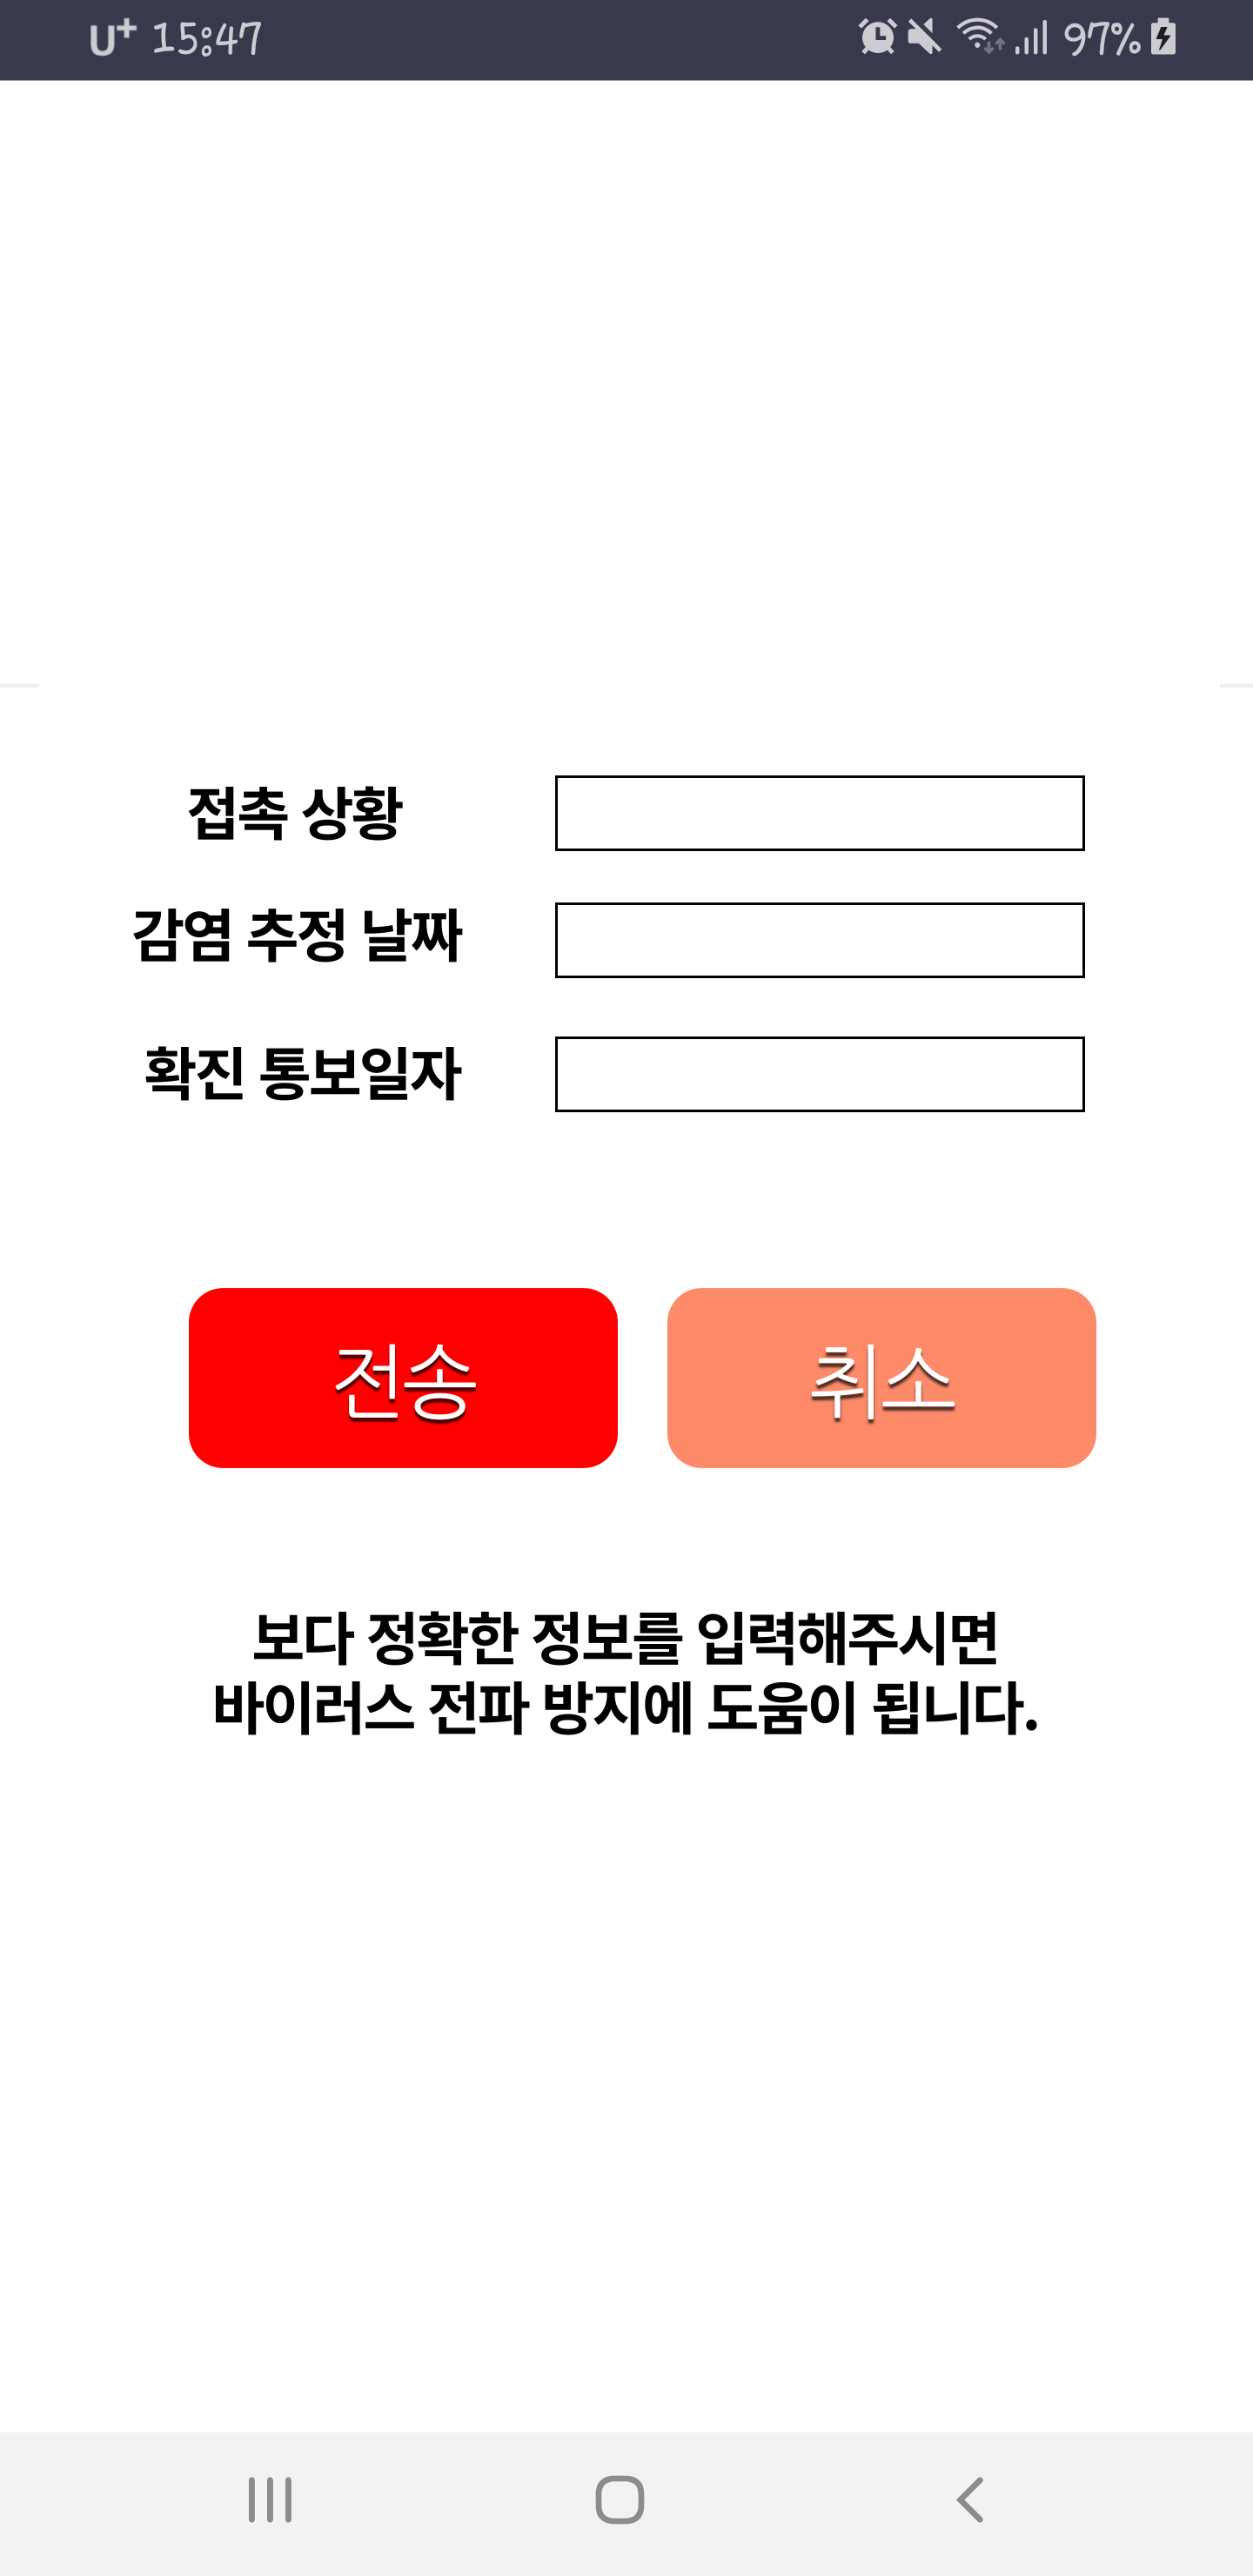 U+ 15:47 97%
접촉 상황
감염 추정 날짜
확진 통보일자
전송 취소
보다 정확한 정보를 입력해주시면
바이러스 전파 방지에 도움이 됩니다.